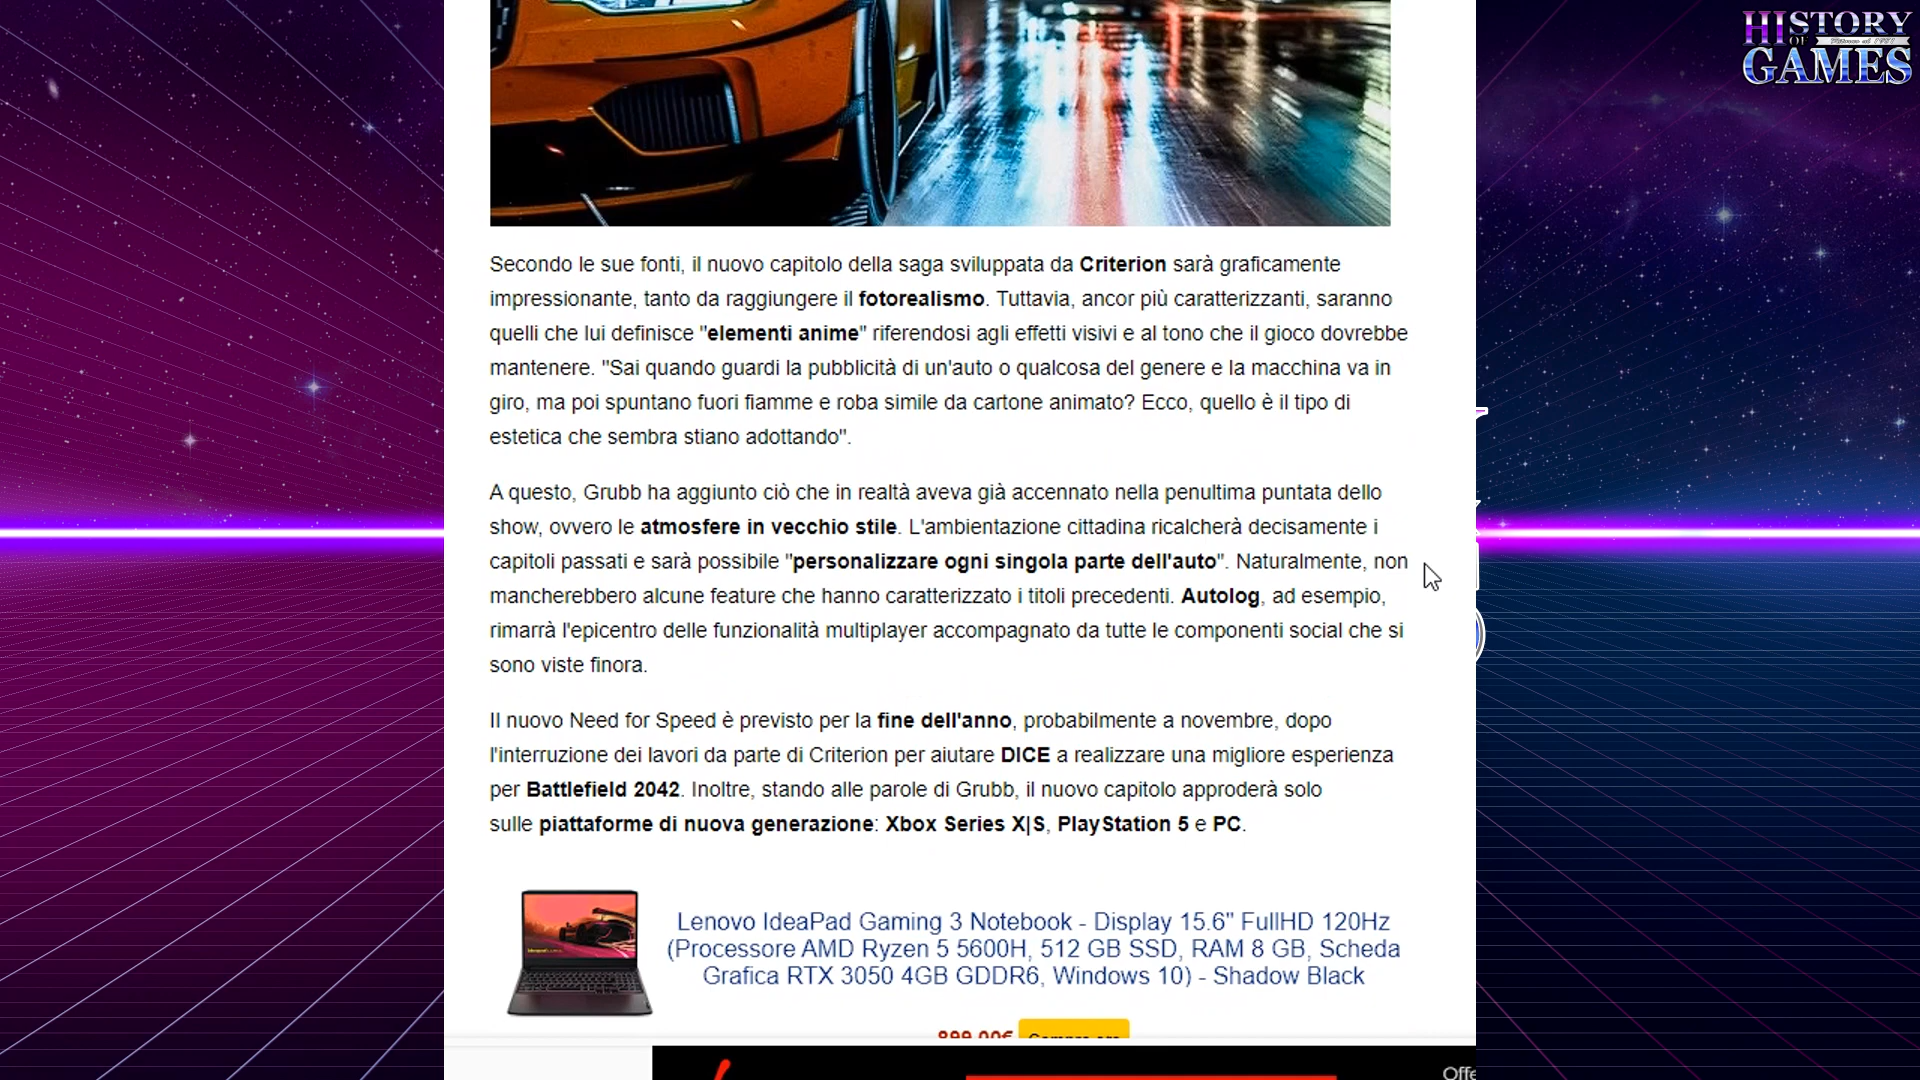 HISTORY
OF
GAMES
Secondo le sue fonti, il nuovo capitolo della saga sviluppata da Criterion sarà graficamente
impressionante, tanto da raggiungere il fotorealismo. Tuttavia, ancor più caratterizzanti, saranno
quelli che lui definisce "elementi anime" riferendosi agli effetti visivi e al tono che il gioco dovrebbe
mantenere. "Sai quando guardi la pubblicità di un'auto o qualcosa del genere e la macchina va in
giro, ma poi spuntano fuori fiamme e roba simile da cartone animato? Ecco, quello è il tipo di
estetica che sembra stiano adottando".
A questo, Grubb ha aggiunto ciò che in realtà aveva già accennato nella penultima puntata dello
show, ovvero le atmosfere in vecchio stile. L'ambientazione cittadina ricalcherà decisamente i
capitoli passati e sarà possibile "personalizzare ogni singola parte dell'auto". Naturalmente, non
mancherebbero alcune feature che hanno caratterizzato i titoli precedenti. Autolog, ad esempio,
rimarrà l'epicentro delle funzionalità multiplayer accompagnato da tutte le componenti social che si
sono viste finora.
Il nuovo Need for Speed è previsto per la fine dell'anno, probabilmente a novembre, dopo
l'interruzione dei lavori da parte di Criterion per aiutare DICE a realizzare una migliore esperienza
per Battlefield 2042. Inoltre, stando alle parole di Grubb, il nuovo capitolo approderà solo
sulle piattaforme di nuova generazione: Xbox Series X|S, PlayStation 5 e PC.
Lenovo IdeaPad Gaming 3 Notebook - Display 15.6" FullHD 120Hz
(Processore AMD Ryzen 5 5600H, 512 GB SSD, RAM 8 GB, Scheda
Grafica RTX 3050 4GB GDDR6, Windows 10) - Shadow Black
899,00€ Compra ora
Offe